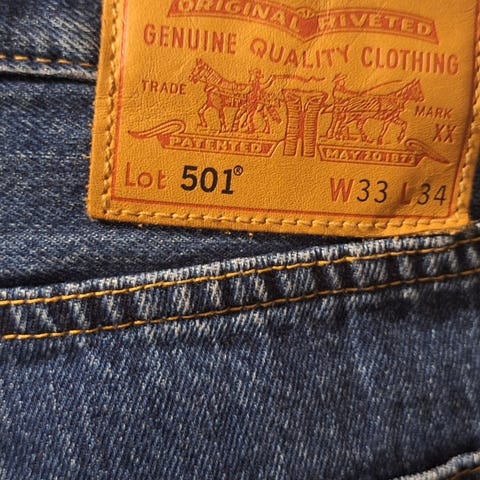 ORIGINAL RIVETED
GENUINE QUALITY CLOTHING
TRADE MARK
XX
PATENTED MAY 20 1873
Lot 501® W33 L34